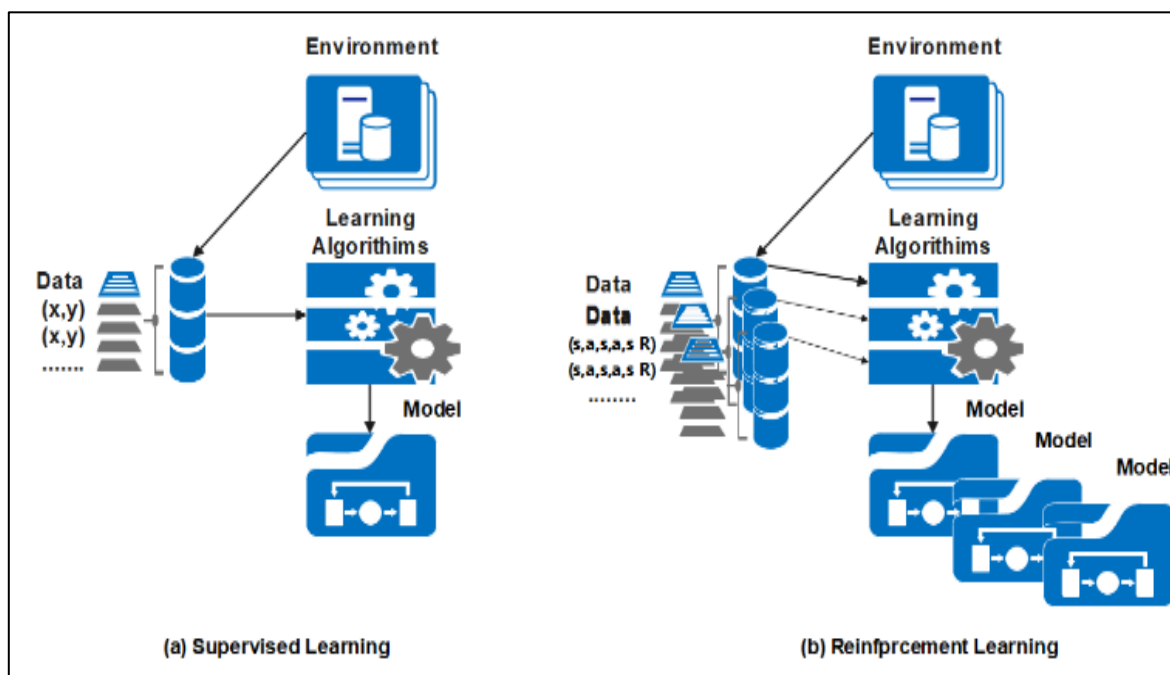 Environment
Learning
Algorithims
Data
(x,y)
(x,y)
.......
Model
(a) Supervised Learning
Environment
Learning
Algorithims
Data
Data
(s,a,s,a,s R)
(s,a,s,a,s R)
........
Model
Model
Model
(b) Reinfprcement Learning